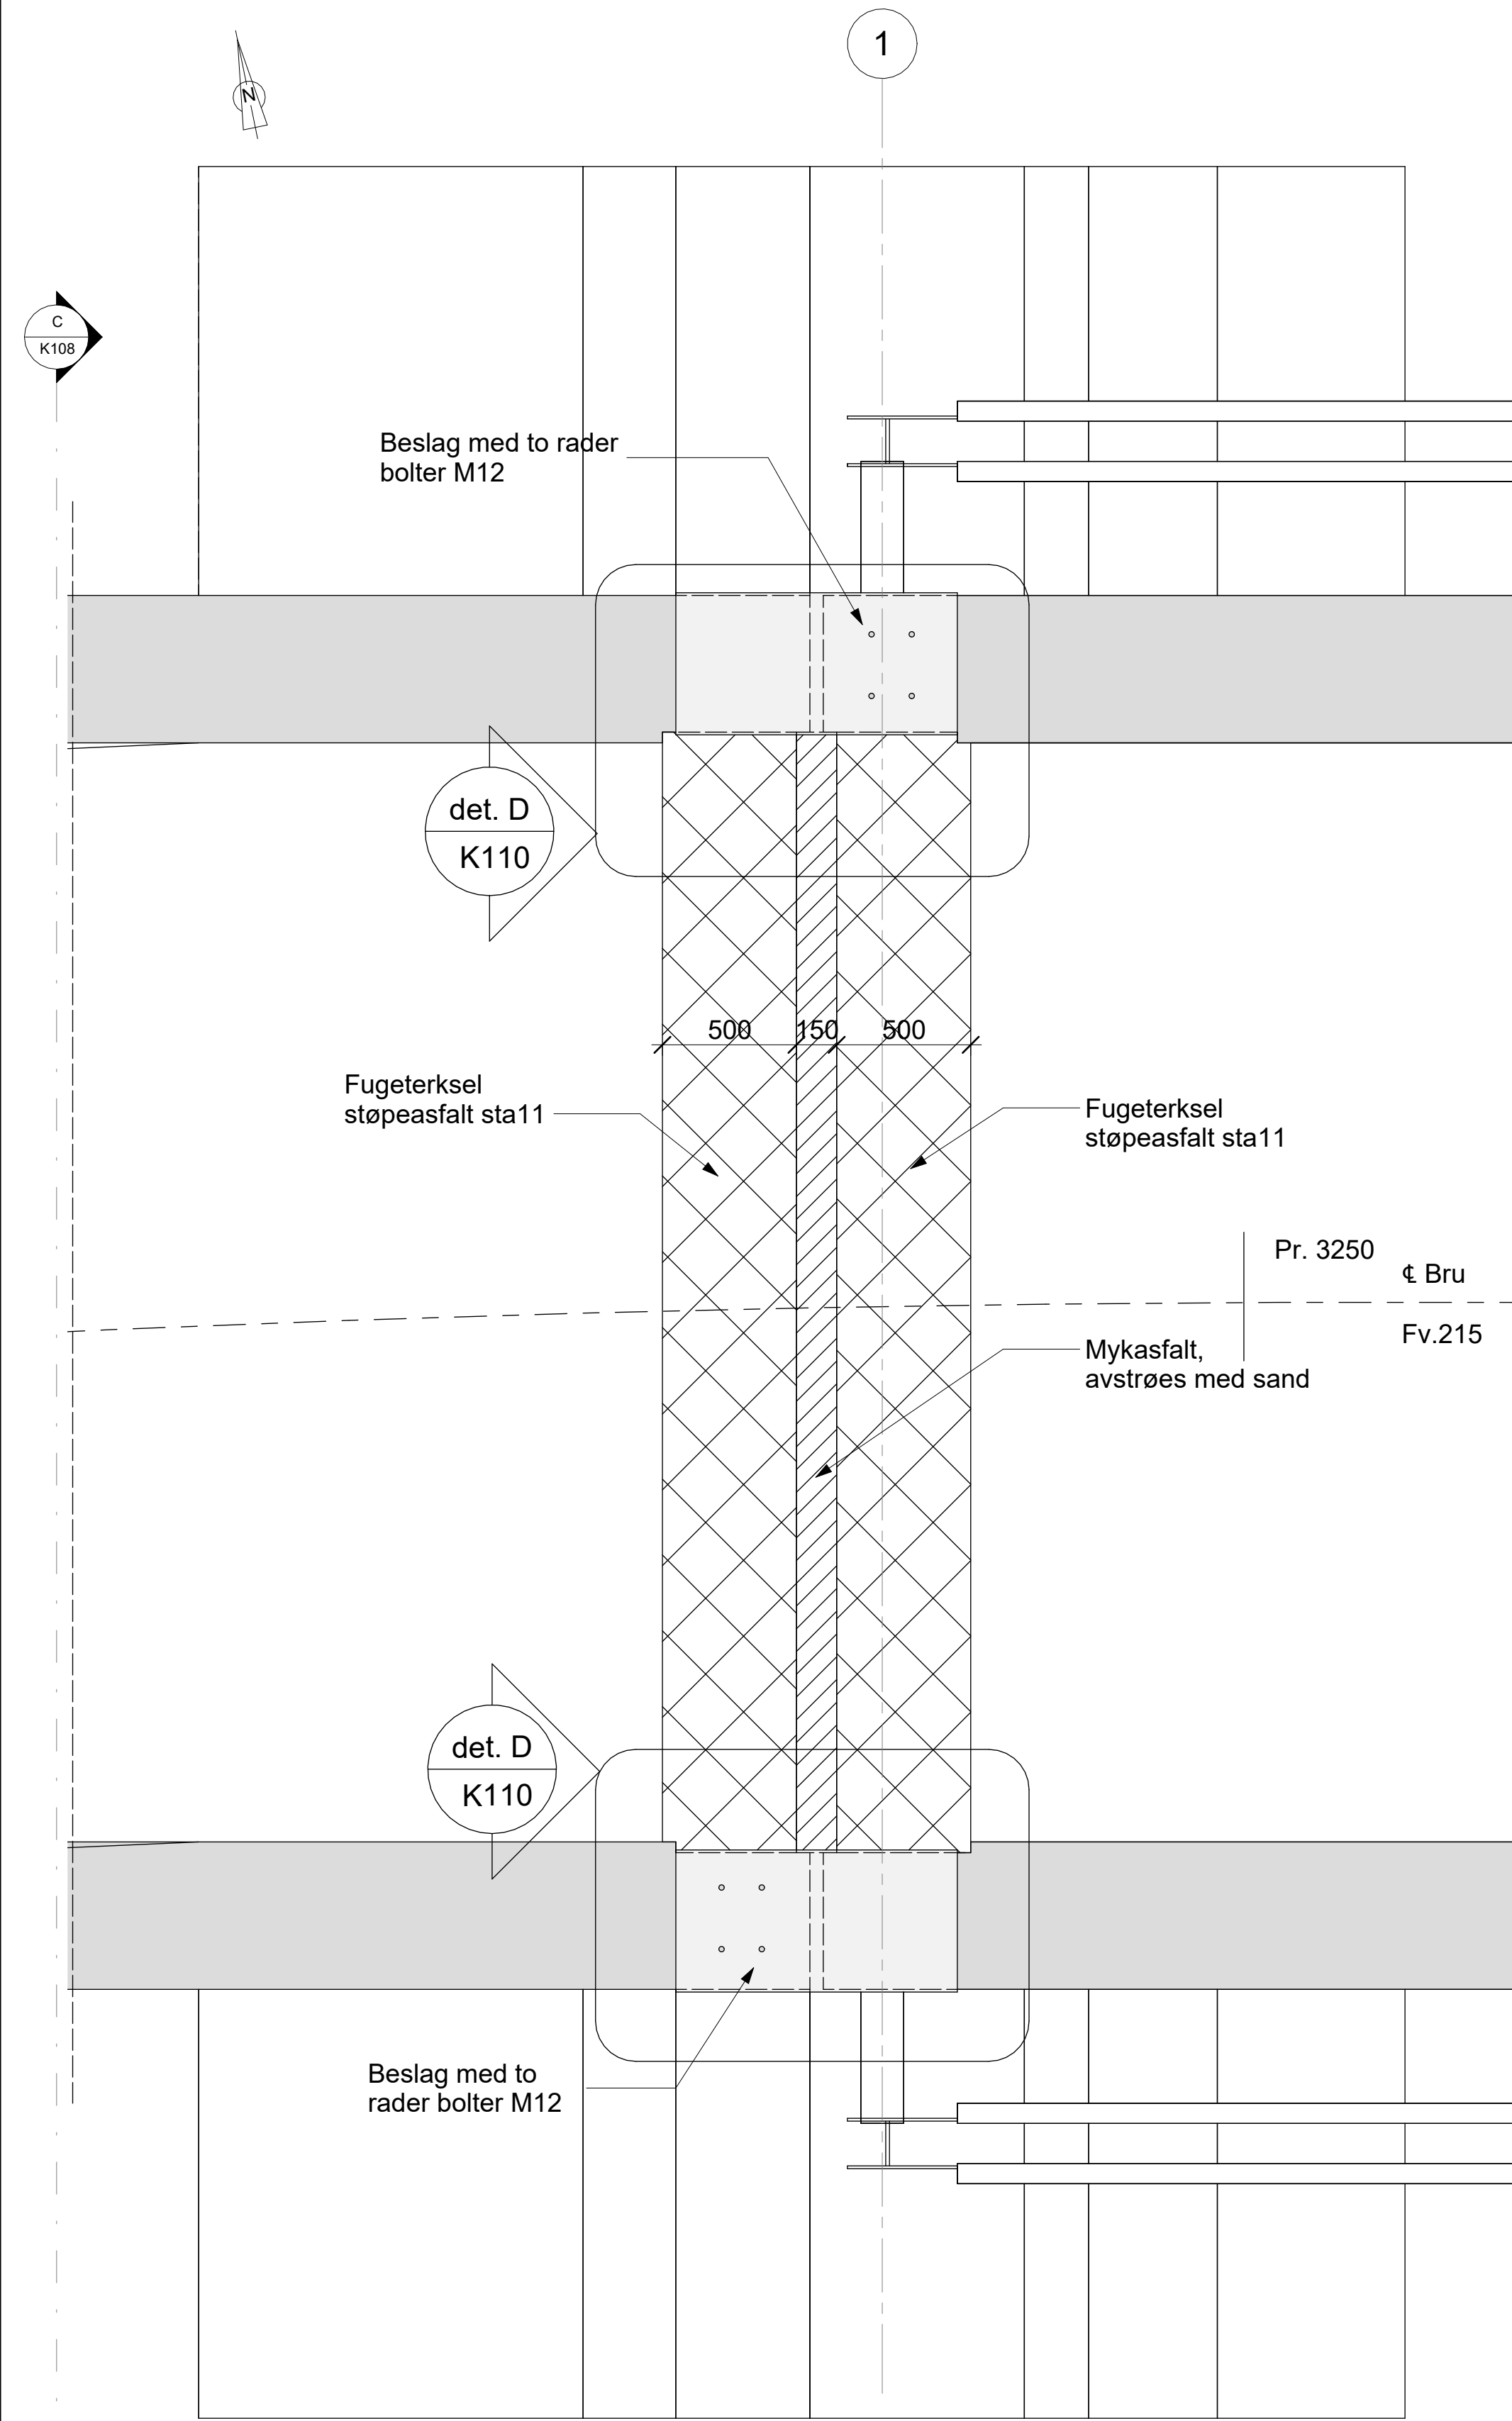 1
N
C
K108
Beslag med to rader
bolter M12
det. D
K110
500 150 500
Fugeterksel
støpeasfalt sta11
Fugeterksel
støpeasfalt sta11
Pr. 3250
℄ Bru
Fv.215
Mykasfalt,
avstrøes med sand
det. D
K110
Beslag med to
rader bolter M12